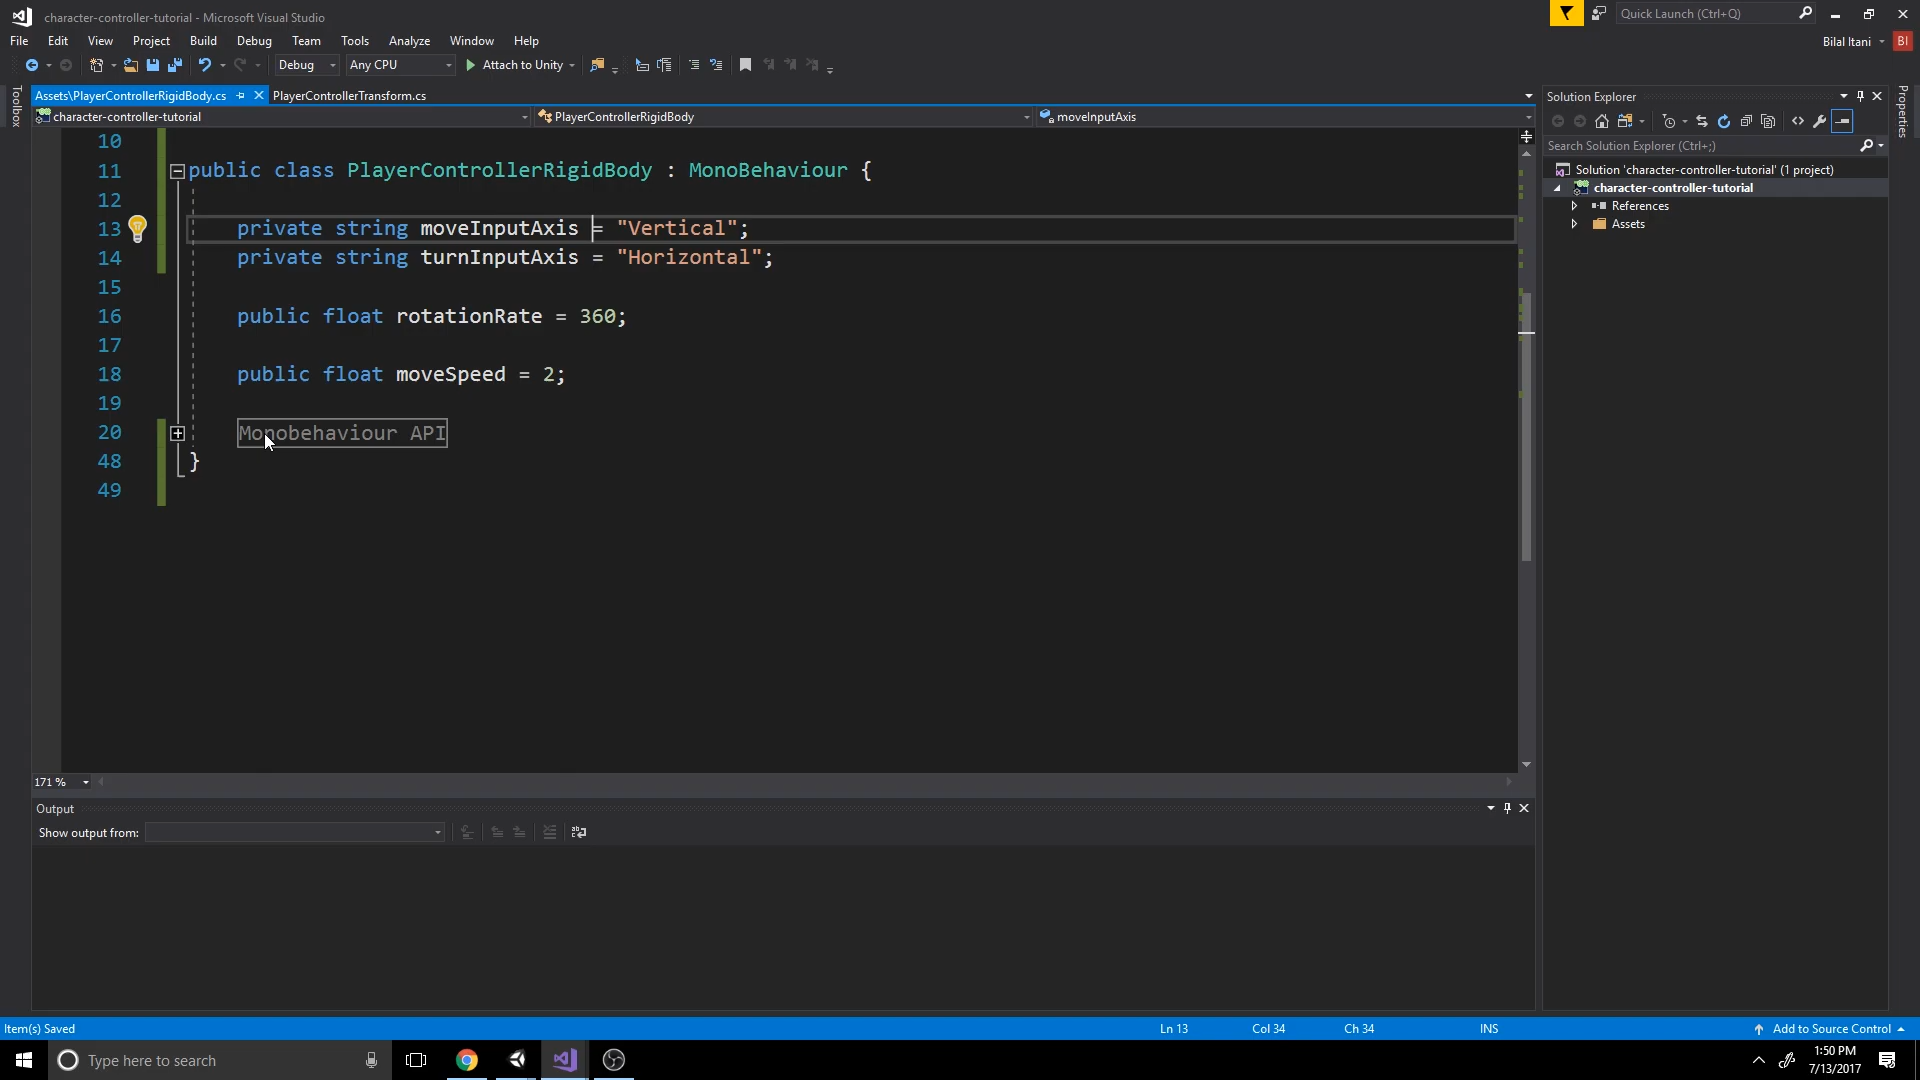 character-controller-tutorial - Microsoft Visual Studio
Quick Launch (Ctrl+Q)
File Edit View Project Build Debug Team Tools Analyze Window Help
Bilal Itani
BI
Debug
Any CPU
Attach to Unity
Toolbox
Assets\PlayerControllerRigidBody.cs
PlayerControllerTransform.cs
character-controller-tutorial
PlayerControllerRigidBody
moveInputAxis
10
11 public class PlayerControllerRigidBody : MonoBehaviour {
12
13 private string moveInputAxis = "Vertical";
14 private string turnInputAxis = "Horizontal";
15
16 public float rotationRate = 360;
17
18 public float moveSpeed = 2;
19
20 Monobehaviour API
48 }
49
171 %
Output
Show output from:
Solution Explorer
Search Solution Explorer (Ctrl+;)
Solution 'character-controller-tutorial' (1 project)
character-controller-tutorial
References
Assets
Properties
Item(s) Saved
Ln 13
Col 34
Ch 34
INS
Add to Source Control
Type here to search
1:50 PM
7/13/2017